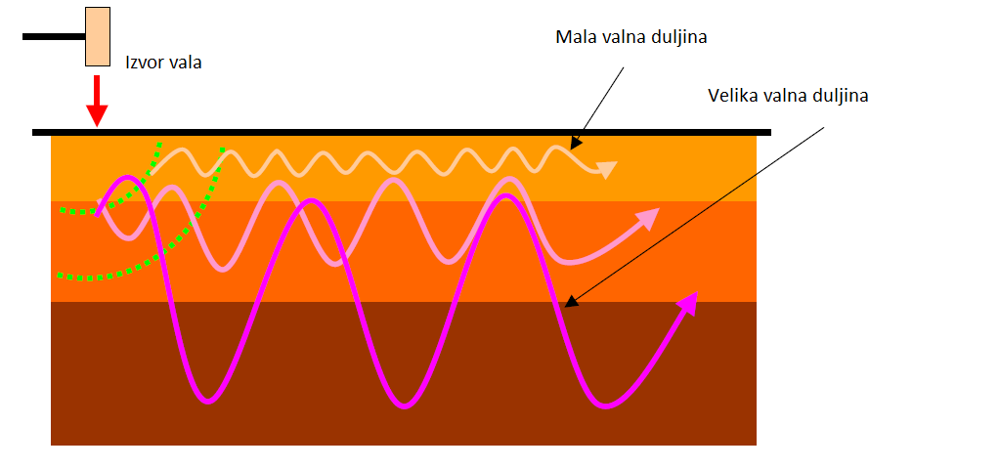 Mala valna duljina
Izvor vala
Velika valna duljina